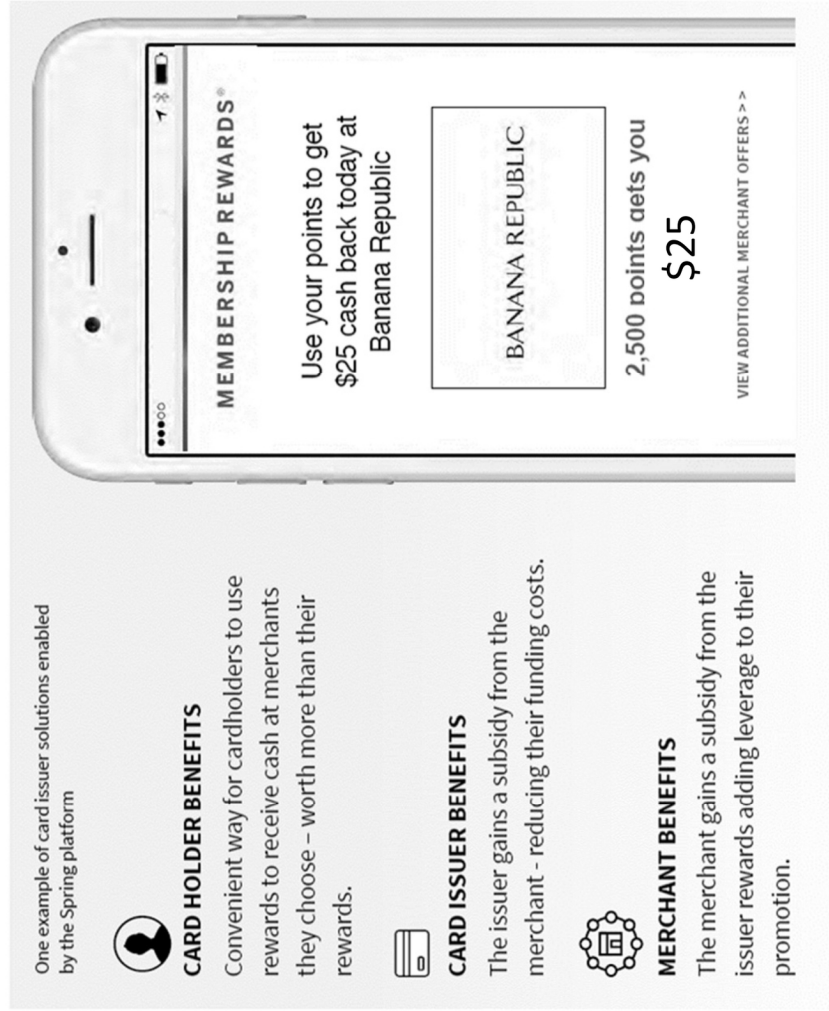 One example of card issuer solutions enabled
by the Spring platform
CARD HOLDER BENEFITS
Convenient way for cardholders to use
rewards to receive cash at merchants
they choose – worth more than their
rewards.
CARD ISSUER BENEFITS
The issuer gains a subsidy from the
merchant - reducing their funding costs.
MERCHANT BENEFITS
The merchant gains a subsidy from the
issuer rewards adding leverage to their
promotion.
MEMBERSHIP REWARDS®
Use your points to get
$25 cash back today at
Banana Republic
BANANA REPUBLIC
2,500 points gets you
$25
VIEW ADDITIONAL MERCHANT OFFERS > >